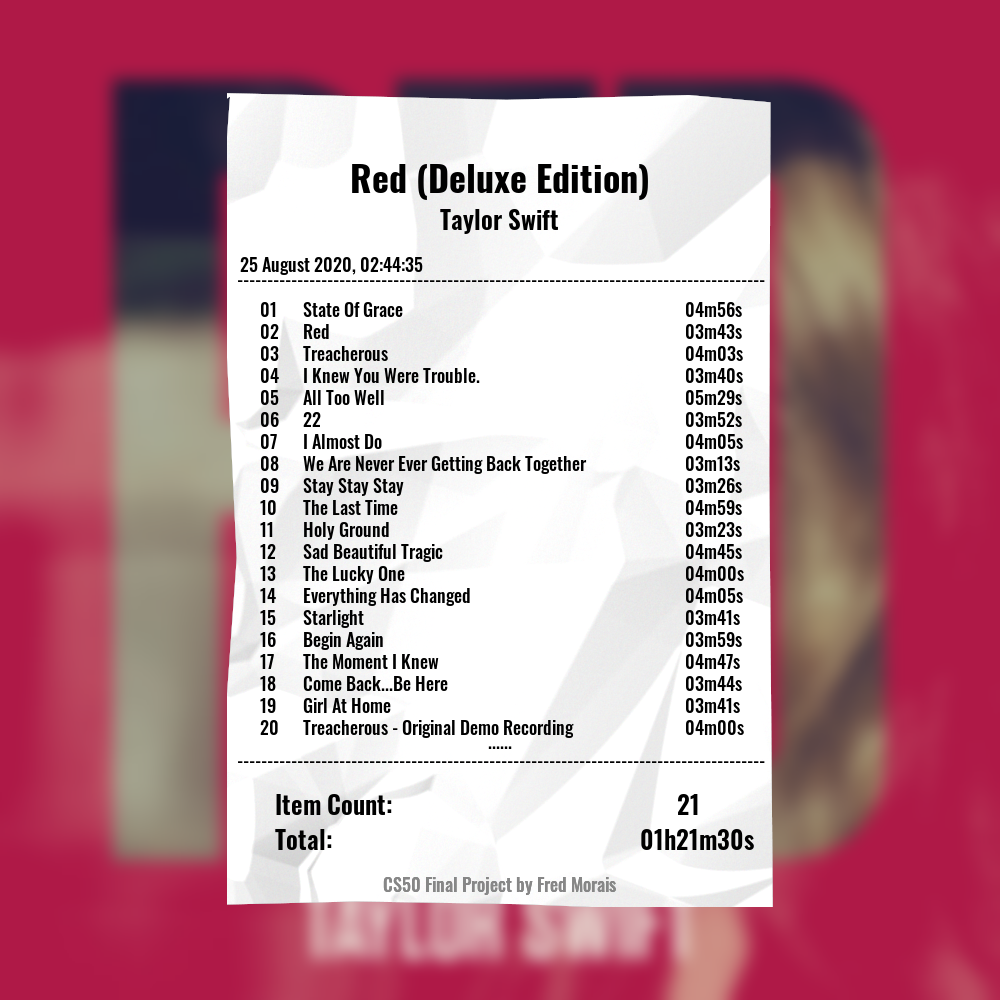 Red (Deluxe Edition)
Taylor Swift
25 August 2020, 02:44:35
01 State Of Grace 04m56s
02 Red 03m43s
03 Treacherous 04m03s
04 I Knew You Were Trouble. 03m40s
05 All Too Well 05m29s
06 22 03m52s
07 I Almost Do 04m05s
08 We Are Never Ever Getting Back Together 03m13s
09 Stay Stay Stay 03m26s
10 The Last Time 04m59s
11 Holy Ground 03m23s
12 Sad Beautiful Tragic 04m45s
13 The Lucky One 04m00s
14 Everything Has Changed 04m05s
15 Starlight 03m41s
16 Begin Again 03m59s
17 The Moment I Knew 04m47s
18 Come Back...Be Here 03m44s
19 Girl At Home 03m41s
20 Treacherous - Original Demo Recording 04m00s
......
Item Count: 21
Total: 01h21m30s
CS50 Final Project by Fred Morais
TAYLOR SWIFT